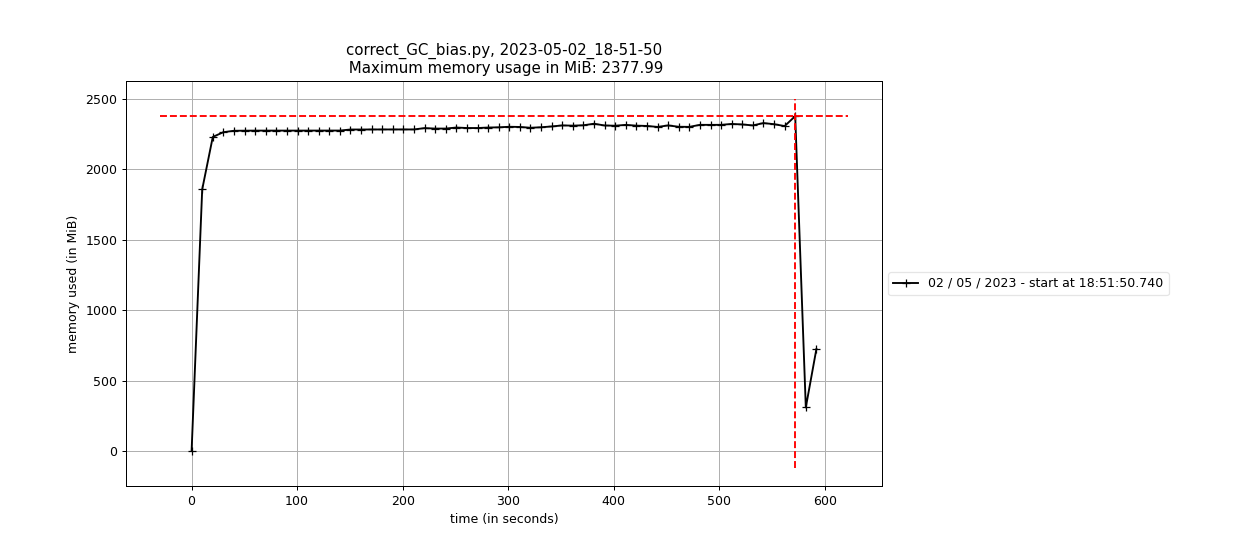 correct_GC_bias.py, 2023-05-02_18-51-50
Maximum memory usage in MiB: 2377.99
2500
2000
1500
1000
500
0
memory used (in MiB)
0 100 200 300 400 500 600
time (in seconds)
02 / 05 / 2023 - start at 18:51:50.740